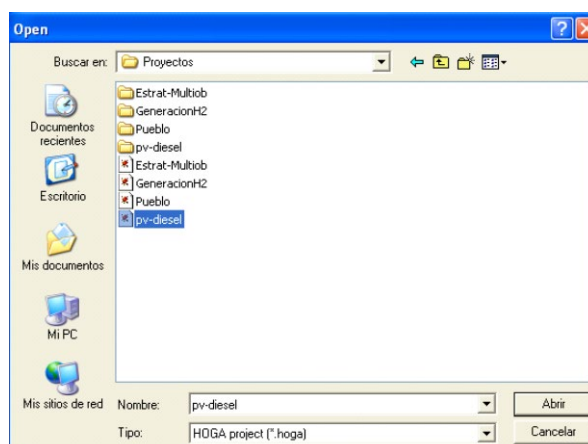 Open
Buscar en: Proyectos
Estrat-Multiob
GeneracionH2
Pueblo
pv-diesel
Estrat-Multiob
GeneracionH2
Pueblo
pv-diesel
Documentos
recientes
Escritorio
Mis documentos
Mi PC
Mis sitios de red
Nombre: pv-diesel Abrir
Tipo: HOGA project (*.hoga) Cancelar